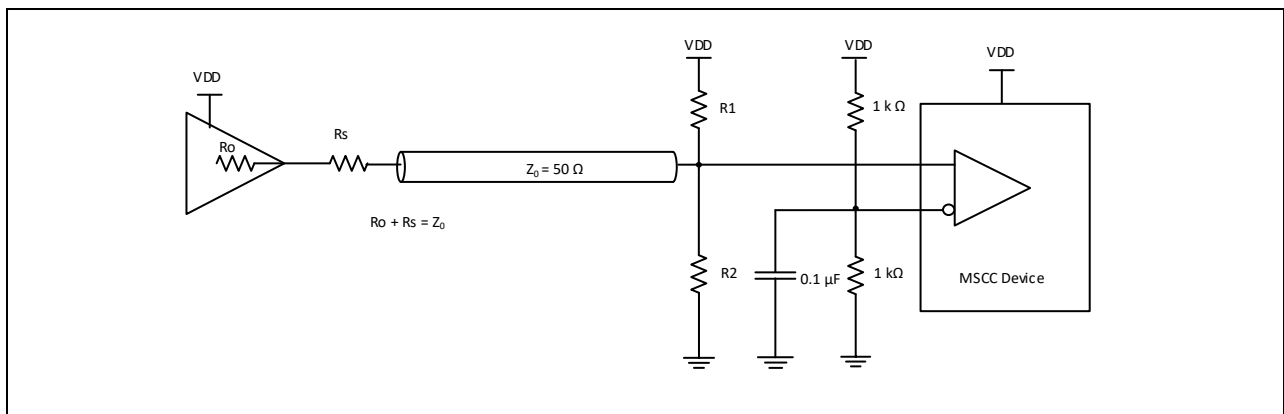 VDD
VDD
VDD
VDD
R1
1 k Ω
Ro
Rs
Z₀ = 50 Ω
Ro + Rs = Z₀
R2
0.1 µF
1 kΩ
MSCC Device